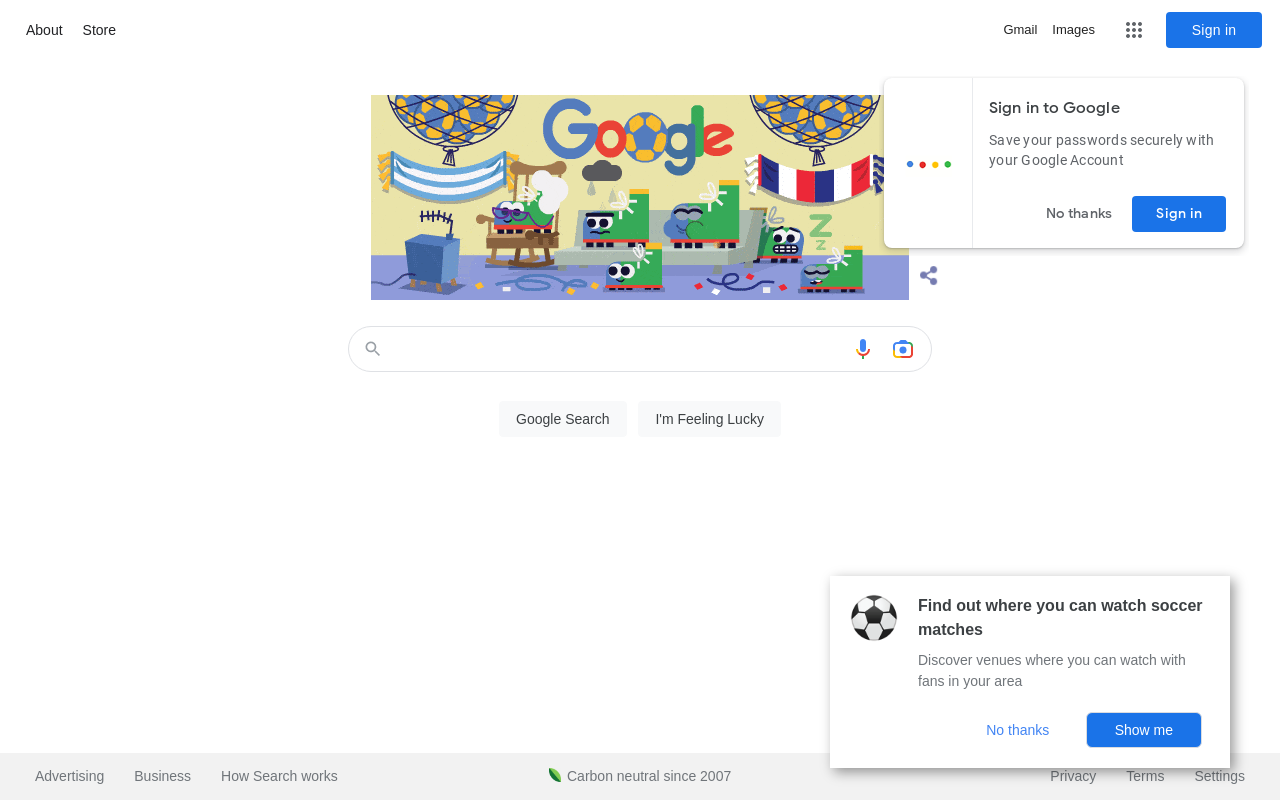 About Store
Gmail Images Sign in
Google
Sign in to Google
Save your passwords securely with
your Google Account
No thanks Sign in
Z
Z
Google Search I'm Feeling Lucky
Find out where you can watch soccer
matches
Discover venues where you can watch with
fans in your area
No thanks Show me
Advertising Business How Search works
Carbon neutral since 2007
Privacy Terms Settings